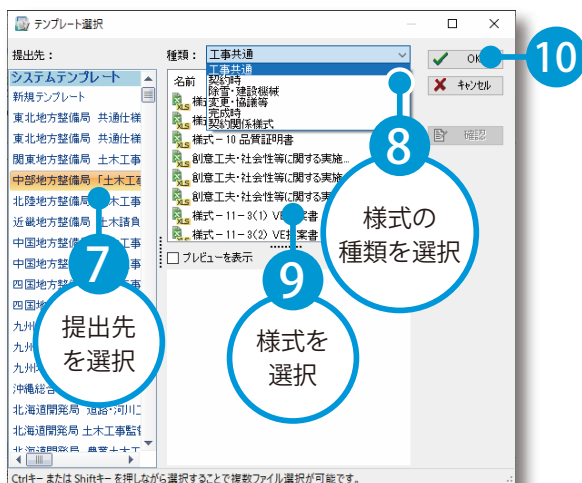 テンプレート選択
提出先：
システムテンプレート
新規テンプレート
東北地方整備局 共通仕様
東北地方整備局 共通仕様
関東地方整備局 土木工事
中部地方整備局 「土木工事
北陸地方整備局
木工事
近畿地方整備局
土木請負
中国地方整備
工事
中国地方整
工事
四国地方
工事
四国地
九州
九州
九州
沖縄総合
北海道開発局 道路・河川工
北海道開発局 土木工事監督
北海道開発局 農業土木工
種類：
工事共通
工事共通
契約時
除雪・建設機械
変更・協議等
完成時
契約関係様式
名前
様式
様式
様式－10 品質証明書
創意工夫・社会性等に関する実施...
創意工夫・社会性等に関する実施
創意工夫・社会性等に関する実
様式－11－3(1) VE提案書
様式－11－3(2) VE提案書
プレビューを表示
OK
キャンセル
確認
7
提出先
を選択
8
様式の
種類を選択
9
様式を
選択
10
Ctrlキー または Shiftキー を押しながら選択することで複数ファイル選択が可能です。